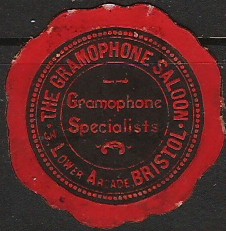 THE GRAMOPHONE SALOON
Gramophone
Specialists
LOWER ARCADE, BRISTOL